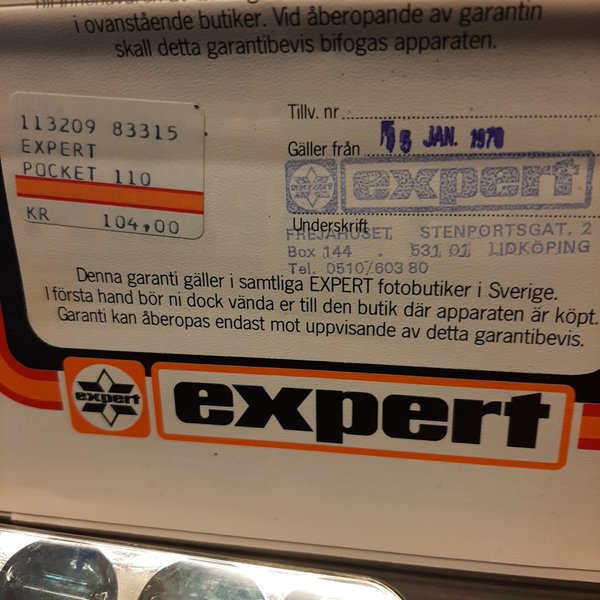 i ovanstående butiker. Vid åberopande av garantin
skall detta garantibevis bifogas apparaten.
113209 83315
EXPERT
POCKET 110
KR 104,00
Tillv. nr
Gäller från JAN. 1979
expert
Underskrift
FREJAHUSET, STENPORTSGAT. 2
Box 144 531 01 LIDKÖPING
Tel. 0510/603 80
Denna garanti gäller i samtliga EXPERT fotobutiker i Sverige.
I första hand bör ni dock vända er till den butik där apparaten är köpt.
Garanti kan åberopas endast mot uppvisande av detta garantibevis.
expert
expert